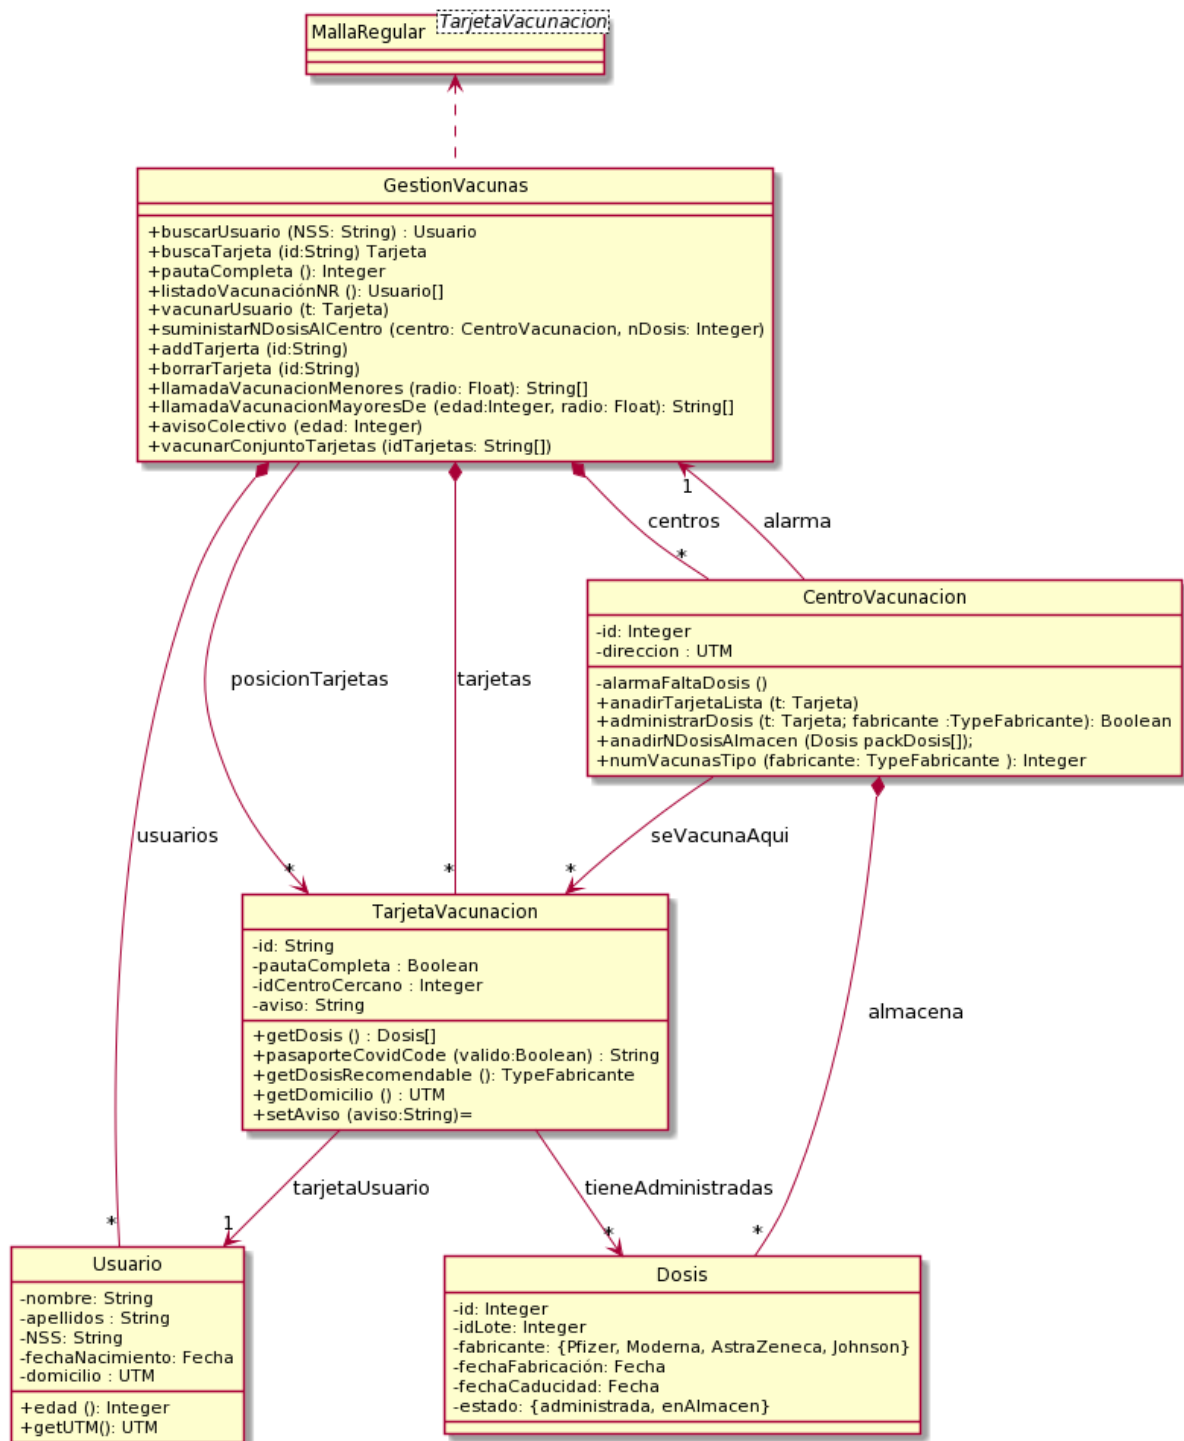 TarjetaVacunacion
MallaRegular
GestionVacunas
+buscarUsuario (NSS: String) : Usuario
+buscaTarjeta (id:String) Tarjeta
+pautaCompleta (): Integer
+listadoVacunaciónNR (): Usuario[]
+vacunarUsuario (t: Tarjeta)
+suministarNDosisAlCentro (centro: CentroVacunacion, nDosis: Integer)
+addTarjerta (id:String)
+borrarTarjeta (id:String)
+llamadaVacunacionMenores (radio: Float): String[]
+llamadaVacunacionMayoresDe (edad:Integer, radio: Float): String[]
+avisoColectivo (edad: Integer)
+vacunarConjuntoTarjetas (idTarjetas: String[])
1
centros
alarma
*
CentroVacunacion
-id: Integer
-direccion : UTM
-alarmaFaltaDosis ()
+anadirTarjetaLista (t: Tarjeta)
+administrarDosis (t: Tarjeta; fabricante :TypeFabricante): Boolean
+anadirNDosisAlmacen (Dosis packDosis[]);
+numVacunasTipo (fabricante: TypeFabricante ): Integer
posicionTarjetas
tarjetas
usuarios
seVacunaAqui
*
*
*
TarjetaVacunacion
-id: String
-pautaCompleta : Boolean
-idCentroCercano : Integer
-aviso: String
+getDosis () : Dosis[]
+pasaporteCovidCode (valido:Boolean) : String
+getDosisRecomendable (): TypeFabricante
+getDomicilio () : UTM
+setAviso (aviso:String)=
almacena
tarjetaUsuario
tieneAdministradas
*
1
*
*
Usuario
-nombre: String
-apellidos : String
-NSS: String
-fechaNacimiento: Fecha
-domicilio : UTM
+edad (): Integer
+getUTM(): UTM
Dosis
-id: Integer
-idLote: Integer
-fabricante: {Pfizer, Moderna, AstraZeneca, Johnson}
-fechaFabricación: Fecha
-fechaCaducidad: Fecha
-estado: {administrada, enAlmacen}